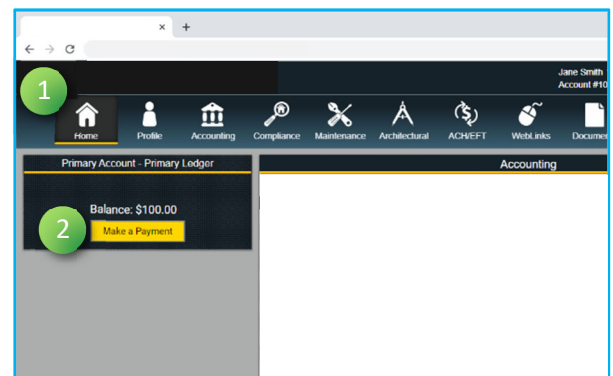 Jane Smith
Account #10
1
Home Profile Accounting Compliance Maintenance Architectural ACH/EFT WebLinks Documen
Primary Account - Primary Ledger
Accounting
Balance: $100.00
2
Make a Payment